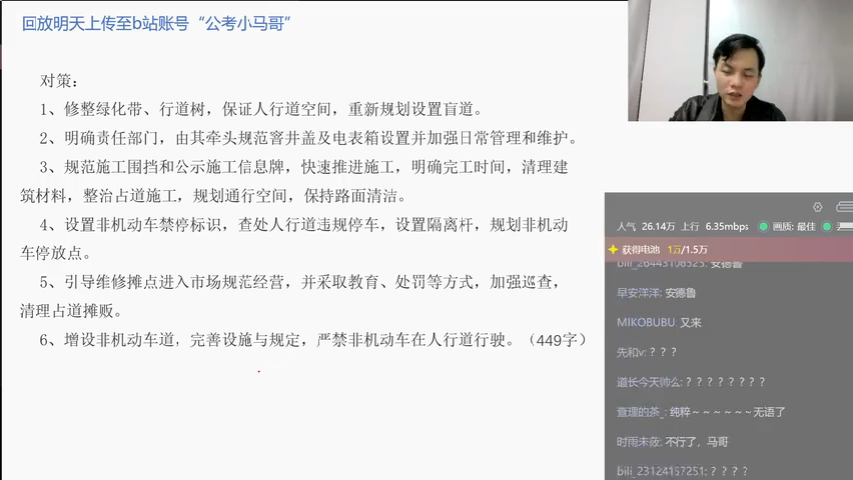 回放明天上传至b站账号“公考小马哥”
对策：
1、修整绿化带、行道树，保证人行道空间，重新规划设置盲道。
2、明确责任部门，由其牵头规范窨井盖及电表箱设置并加强日常管理和维护。
3、规范施工围挡和公示施工信息牌，快速推进施工，明确完工时间，清理建
筑材料，整治占道施工，规划通行空间，保持路面清洁。
4、设置非机动车禁停标识，查处人行道违规停车，设置隔离杆，规划非机动
车停放点。
5、引导维修摊点进入市场规范经营，并采取教育、处罚等方式，加强巡查，
清理占道摊贩。
6、增设非机动车道，完善设施与规定，严禁非机动车在人行道行驶。（449字）
人气 26.14万 上行 6.35mbps 画质: 最佳
获得电池 1万/1.5万
安德鲁
早安洋洋: 安德鲁
MIKOBUBU: 又来
先和v: ？？？
道长今天帅么: ？？？？？？？？
查理的茶_: 纯粹～～～～～～无语了
时雨未敛: 不行了，马哥
bili_23124157251: ？？？？